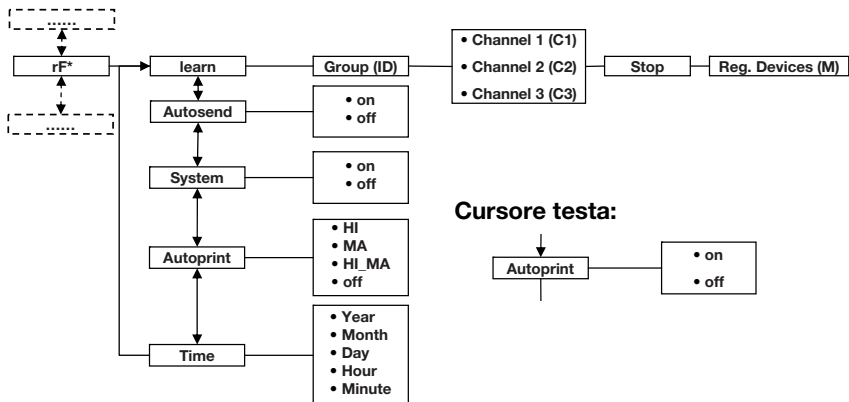 ......
rF*
......
learn
Group (ID)
• Channel 1 (C1)
• Channel 2 (C2)
• Channel 3 (C3)
Stop
Reg. Devices (M)
Autosend
• on
• off
System
• on
• off
Autoprint
• HI
• MA
• HI_MA
• off
Time
• Year
• Month
• Day
• Hour
• Minute
Cursore testa:
Autoprint
• on
• off